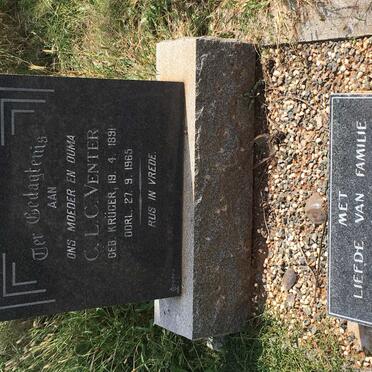 Ter Gedagtenis
AAN
ONS MOEDER EN OUMA
C. L. C. VENTER
GEB. KRÜGER, 19. 4. 1891
OORL. 27. 9. 1965
RUS IN VREDE.
MET
LIEFDE VAN FAMILIE